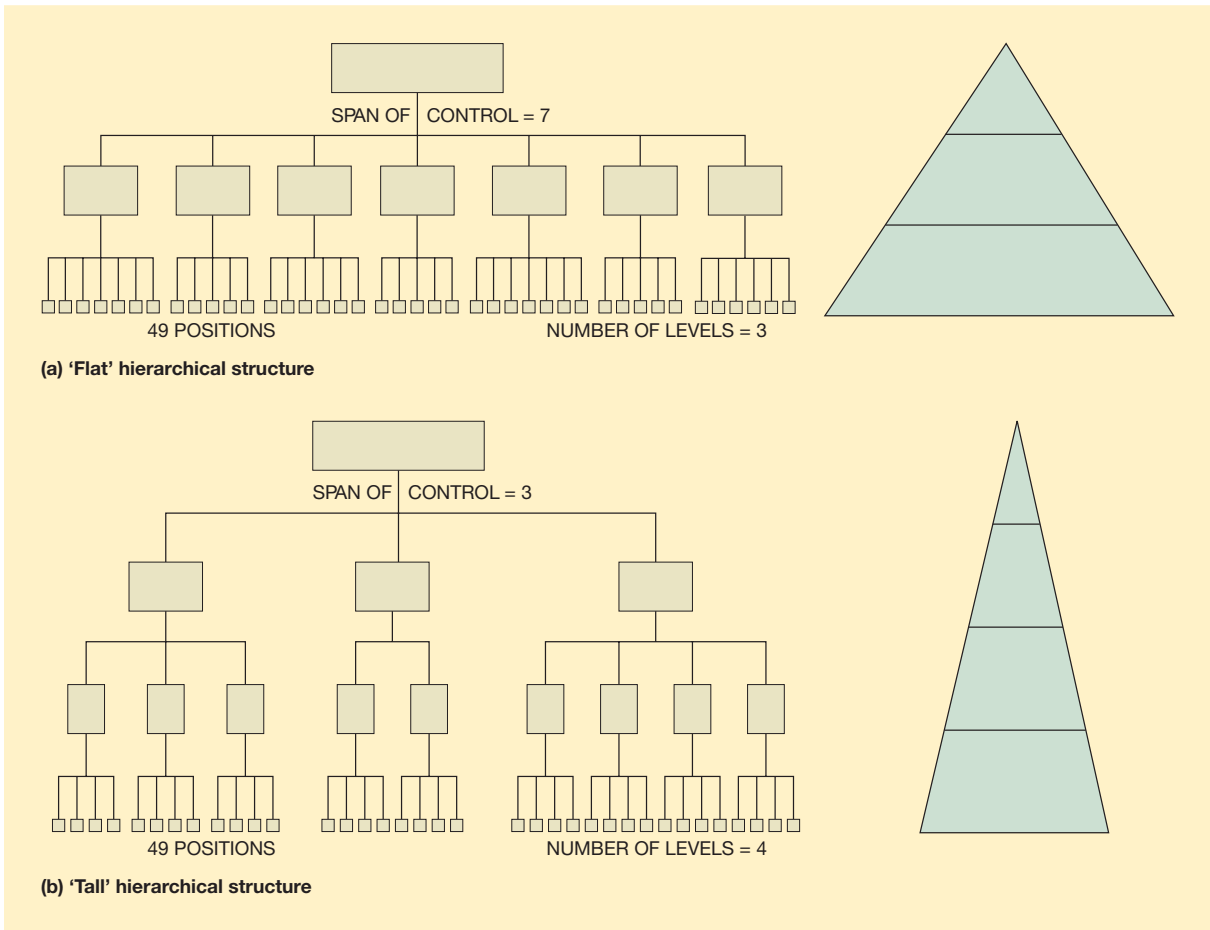 SPAN OF CONTROL = 7
49 POSITIONS
NUMBER OF LEVELS = 3
(a) ‘Flat’ hierarchical structure
SPAN OF CONTROL = 3
49 POSITIONS
NUMBER OF LEVELS = 4
(b) ‘Tall’ hierarchical structure